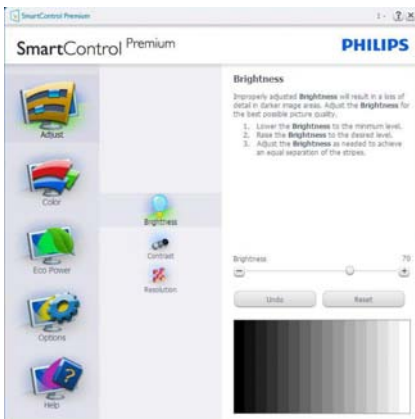 SmartControl Premium
1 - ? X
SmartControl Premium
PHILIPS
Adjust
Color
Eco Power
Options
Help
Brightness
Contrast
Resolution
Brightness
Improperly adjusted Brightness will result in a loss of
detail in darker image areas. Adjust the Brightness for
the best possible picture quality.
1. Lower the Brightness to the minimum level.
2. Raise the Brightness to the desired level.
3. Adjust the Brightness as needed to achieve
an equal separation of the stripes.
Brightness
70
Undo
Reset